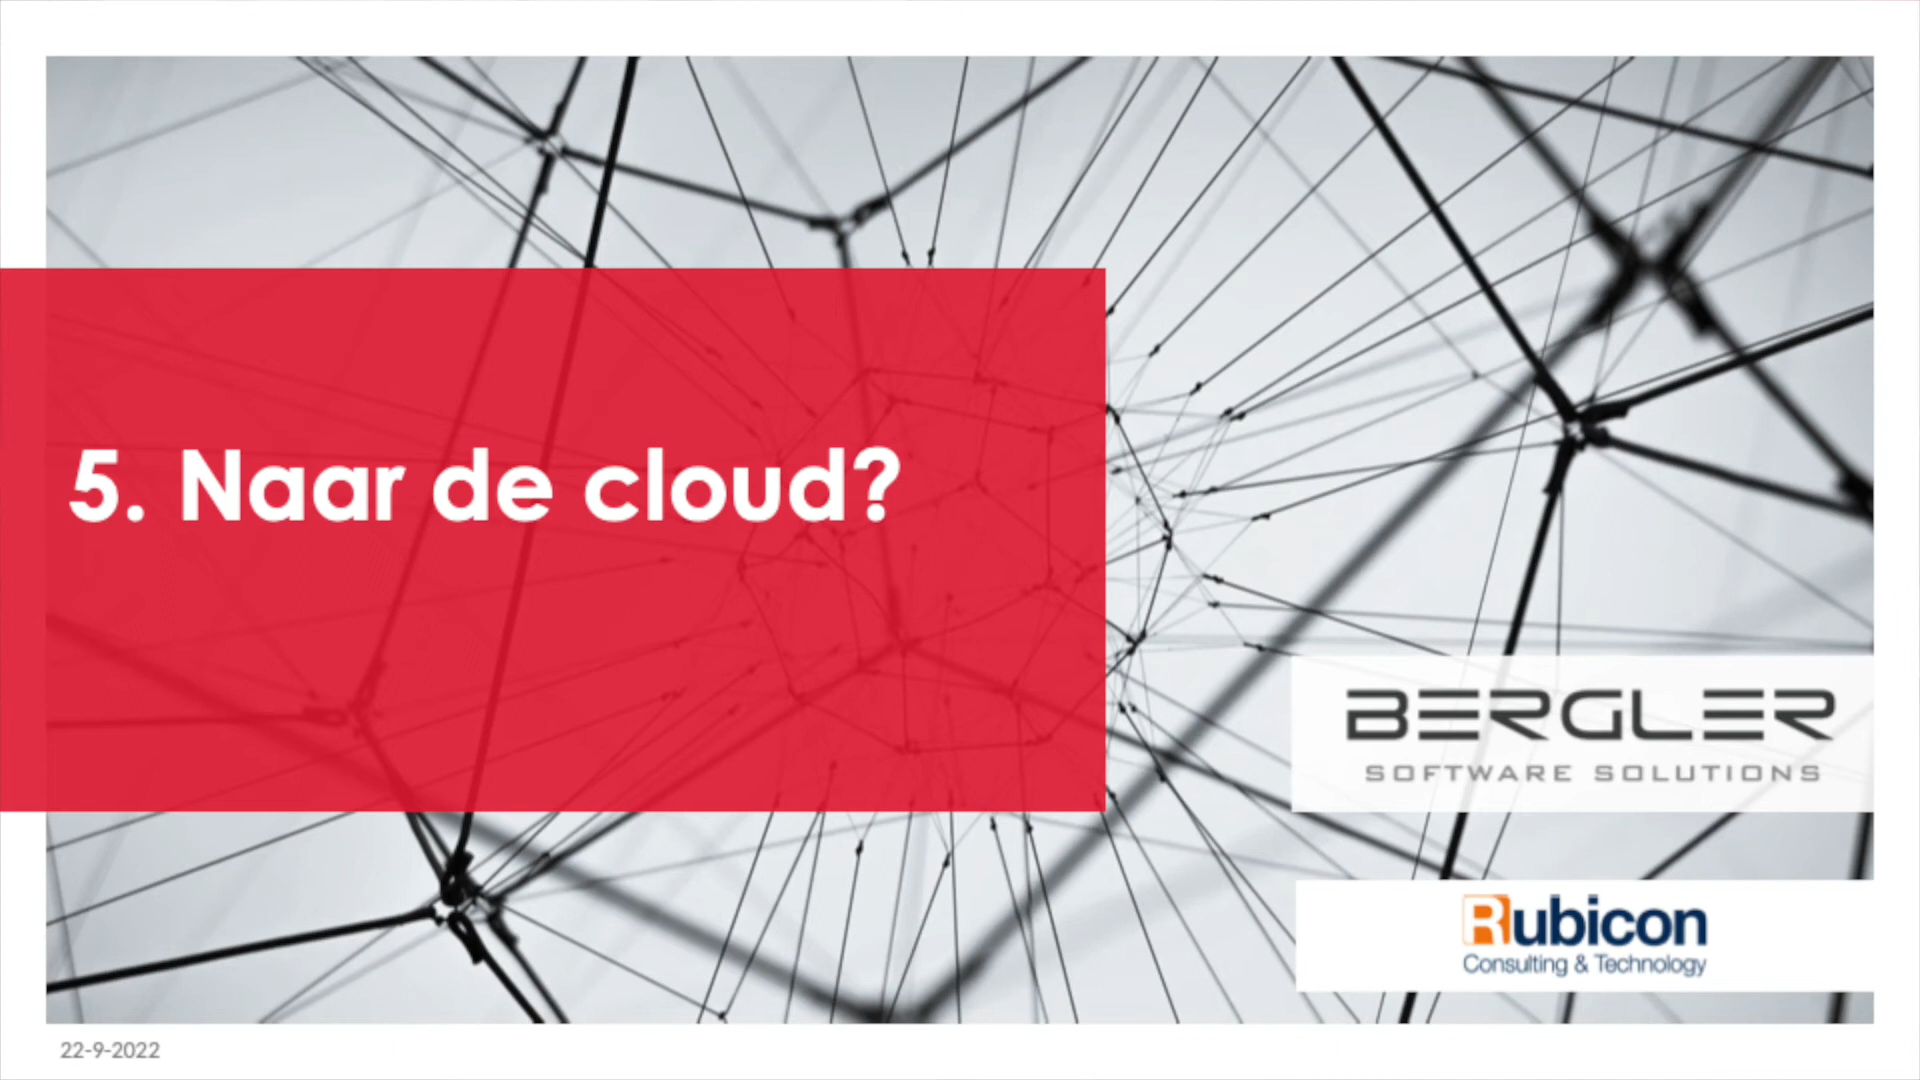 5. Naar de cloud?
BERGLER
SOFTWARE SOLUTIONS
Rubicon
Consulting & Technology
22-9-2022